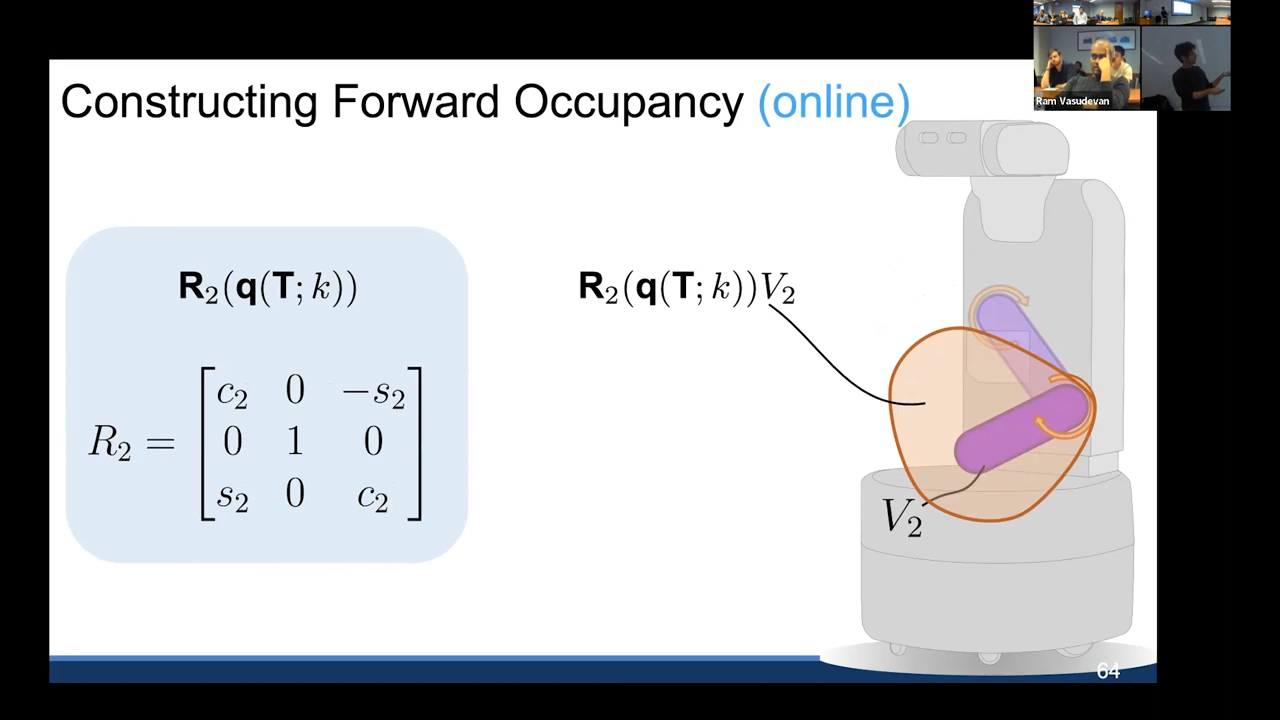 Constructing Forward Occupancy (online)
Ram Vasudevan
R₂(q(T; k))
R₂(q(T; k))V₂
R₂ = [c₂ 0 −s₂
0 1 0
s₂ 0 c₂]
V₂
64